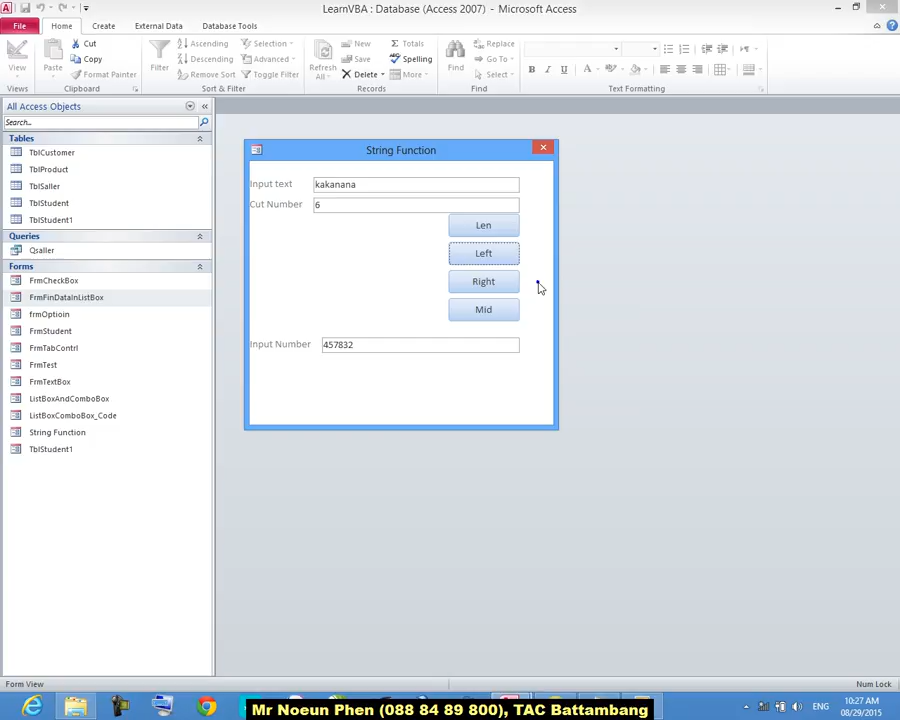 LearnVBA : Database (Access 2007) - Microsoft Access
File Home Create External Data Database Tools
View
Views
Paste
Cut
Copy
Format Painter
Clipboard
Filter
Ascending
Descending
Remove Sort
Selection
Advanced
Toggle Filter
Sort & Filter
Refresh All
New
Save
Delete
Totals
Spelling
More
Records
Find
Replace
Go To
Select
Find
B I U
A
Text Formatting
All Access Objects
Search...
Tables
TblCustomer
TblProduct
TblSaller
TblStudent
TblStudent1
Queries
Qsaller
Forms
FrmCheckBox
FrmFinDataInListBox
frmOptioin
FrmStudent
FrmTabContrl
FrmTest
FrmTextBox
ListBoxAndComboBox
ListBoxComboBox_Code
String Function
TblStudent1
String Function
Input text kakanana
Cut Number 6
Len
Left
Right
Mid
Input Number 457832
Form View
Num Lock
ENG
10:27 AM
08/29/2015
Mr Noeun Phen (088 84 89 800), TAC Battambang